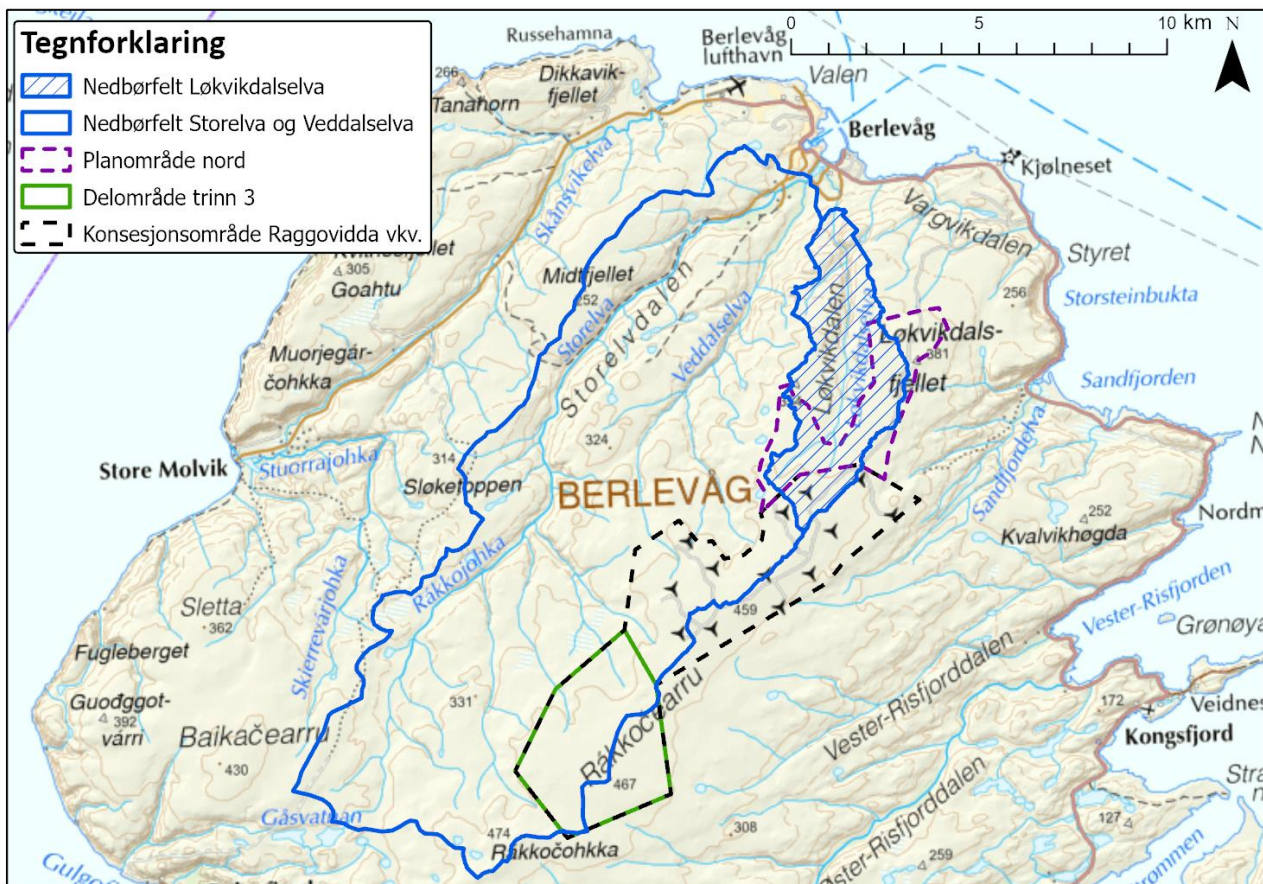 Tegnforklaring
Nedbørfelt Løkvikdalselva
Nedbørfelt Storelva og Veddalselva
Planområde nord
Delområde trinn 3
Konsesjonsområde Raggovidda vkv.
0 5 10 km
N
Russehamna
Berlevåg
lufthavn
Valen
266
Dikkavik-
fjellet
Tanahorn
Berlevåg
Kjølneset
Skånsvikelva
Vargvikdalen
Styret
305
Goahtu
Midtfjellet
252
Storelva
Storelvdalen
Veddalselva
Løkvikdalen
256
Storsteinbukta
Løkvikdals-
381
fjellet
Muorjegár-
čohkka
Sandfjorden
Store Molvik
Stuorrajohka
314
Sløketoppen
324
BERLEVÅG
Sandfjordelva
252
Kvalvikhøgda
Nordm
Råkkojohka
Skierrevárjohka
Sletta
362
459
Vester-Risfjorden
Grønøya
Fugleberget
Guođggot-
392
várri
Baikačearru
430
331
Råkkočearru
467
Vester-Risfjorddalen
172
Veidnes
Kongsfjord
Gåsvatnan
474
Råkkočohkka
308
Øster-Risfjorddalen
259
127